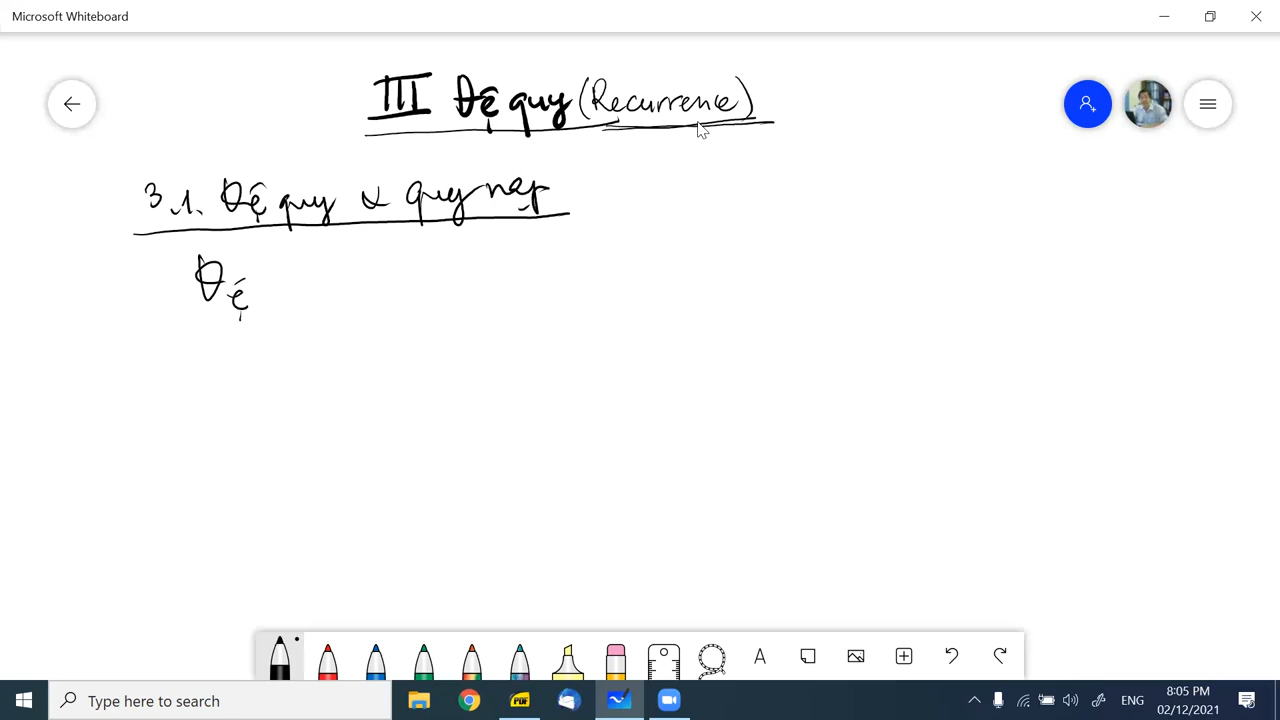 Microsoft Whiteboard
III Đệ quy (Recurrence)
3.1. Đệ quy & quy nạp
Đệ
A
Type here to search
PDF
ENG
8:05 PM
02/12/2021